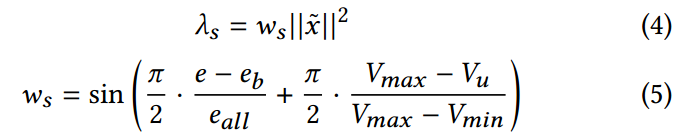 λ_s = w_s||x̃||² (4)
w_s = sin ( π/2 · (e − e_b)/e_all + π/2 · (V_max − V_u)/(V_max − V_min) ) (5)